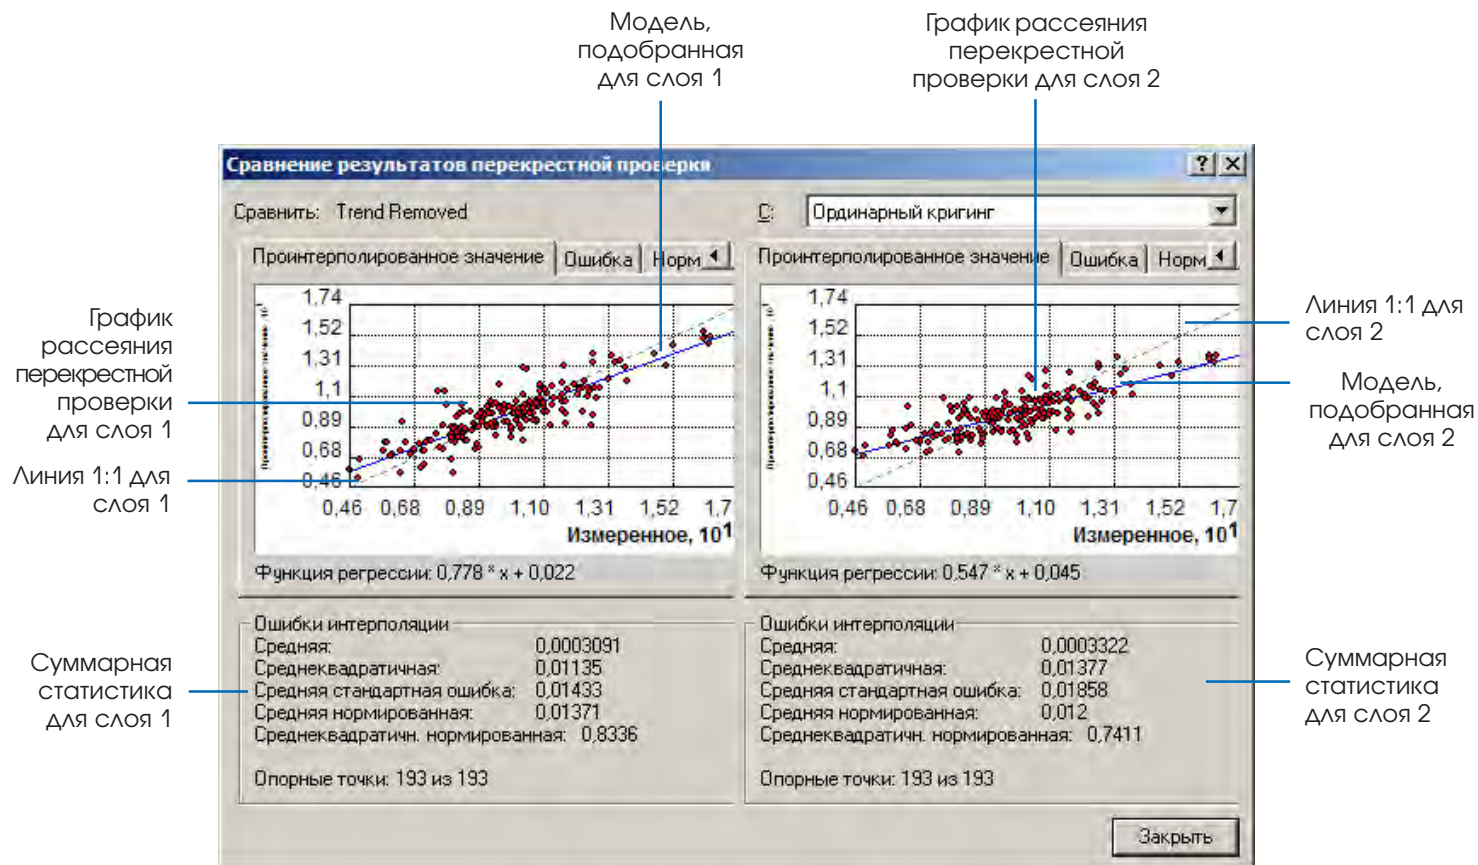 Модель,
подобранная
для слоя 1
График рассеяния
перекрестной
проверки для слоя 2
Сравнение результатов перекрестной проверки
Сравнить: Trend Removed
С: Ординарный кригинг
Проинтерполированное значение Ошибка Норм
Проинтерполированное значение Ошибка Норм
График
рассеяния
перекрестной
проверки
для слоя 1
Линия 1:1 для
слоя 1
1,74
1,52
1,31
1,1
0,89
0,68
0,46
0,46 0,68 0,89 1,10 1,31 1,52 1,7
Измеренное, 10¹
Функция регрессии: 0,778 * x + 0,022
1,74
1,52
1,31
1,1
0,89
0,68
0,46
0,46 0,68 0,89 1,10 1,31 1,52 1,7
Измеренное, 10¹
Функция регрессии: 0,547 * x + 0,045
Линия 1:1 для
слоя 2
Модель,
подобранная
для слоя 2
Суммарная
статистика
для слоя 1
Ошибки интерполяции
Средняя: 0,0003091
Среднеквадратичная: 0,01135
Средняя стандартная ошибка: 0,01433
Средняя нормированная: 0,01371
Среднеквадратичн. нормированная: 0,8336
Опорные точки: 193 из 193
Ошибки интерполяции
Средняя: 0,0003322
Среднеквадратичная: 0,01377
Средняя стандартная ошибка: 0,01858
Средняя нормированная: 0,012
Среднеквадратичн. нормированная: 0,7411
Опорные точки: 193 из 193
Суммарная
статистика
для слоя 2
Закрыть